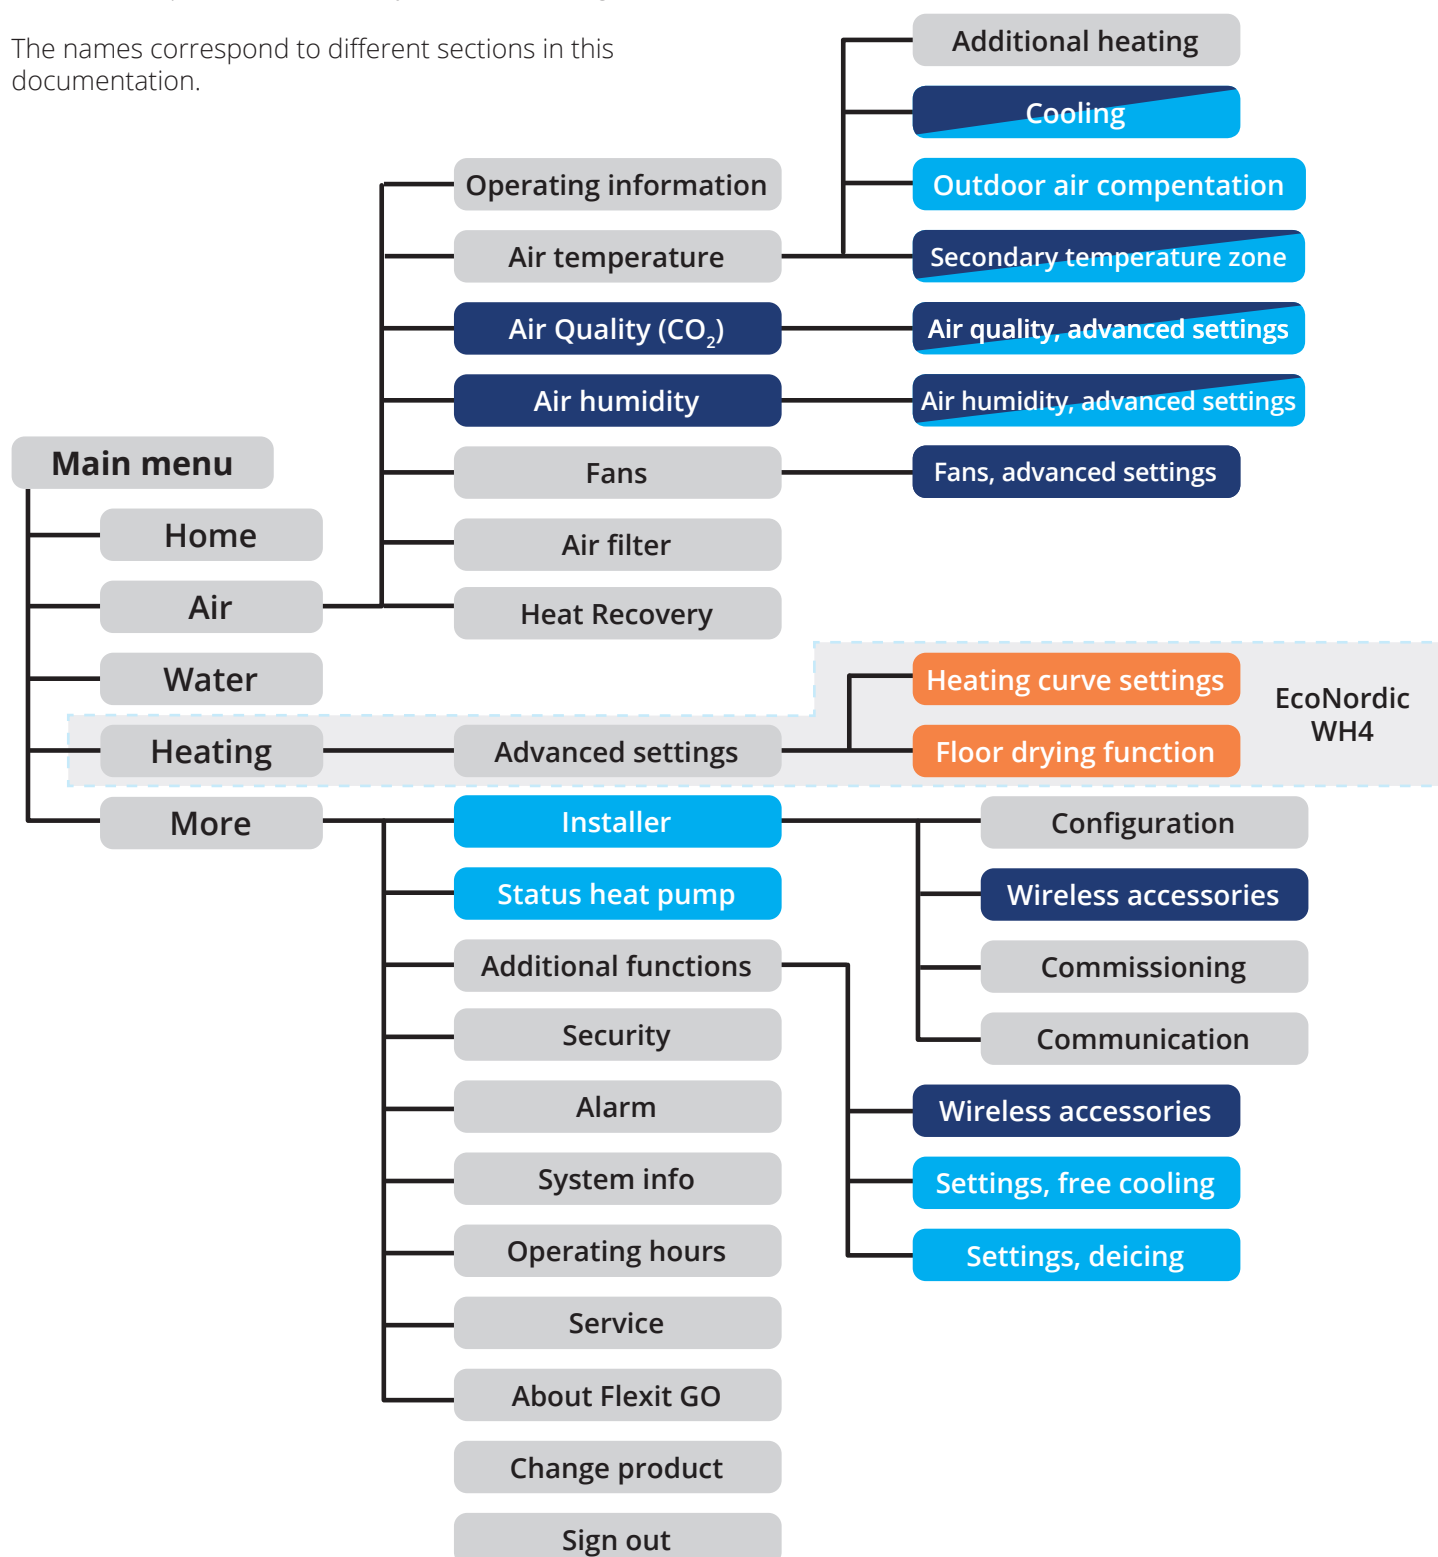 The names correspond to different sections in this
documentation.
Additional heating
Cooling
Operating information
Outdoor air compentation
Air temperature
Secondary temperature zone
Air Quality (CO₂)
Air quality, advanced settings
Air humidity
Air humidity, advanced settings
Main menu
Fans
Fans, advanced settings
Home
Air filter
Air
Heat Recovery
Water
Heating curve settings
EcoNordic
WH4
Heating
Advanced settings
Floor drying function
More
Installer
Configuration
Status heat pump
Wireless accessories
Additional functions
Commissioning
Security
Communication
Alarm
Wireless accessories
System info
Settings, free cooling
Operating hours
Settings, deicing
Service
About Flexit GO
Change product
Sign out